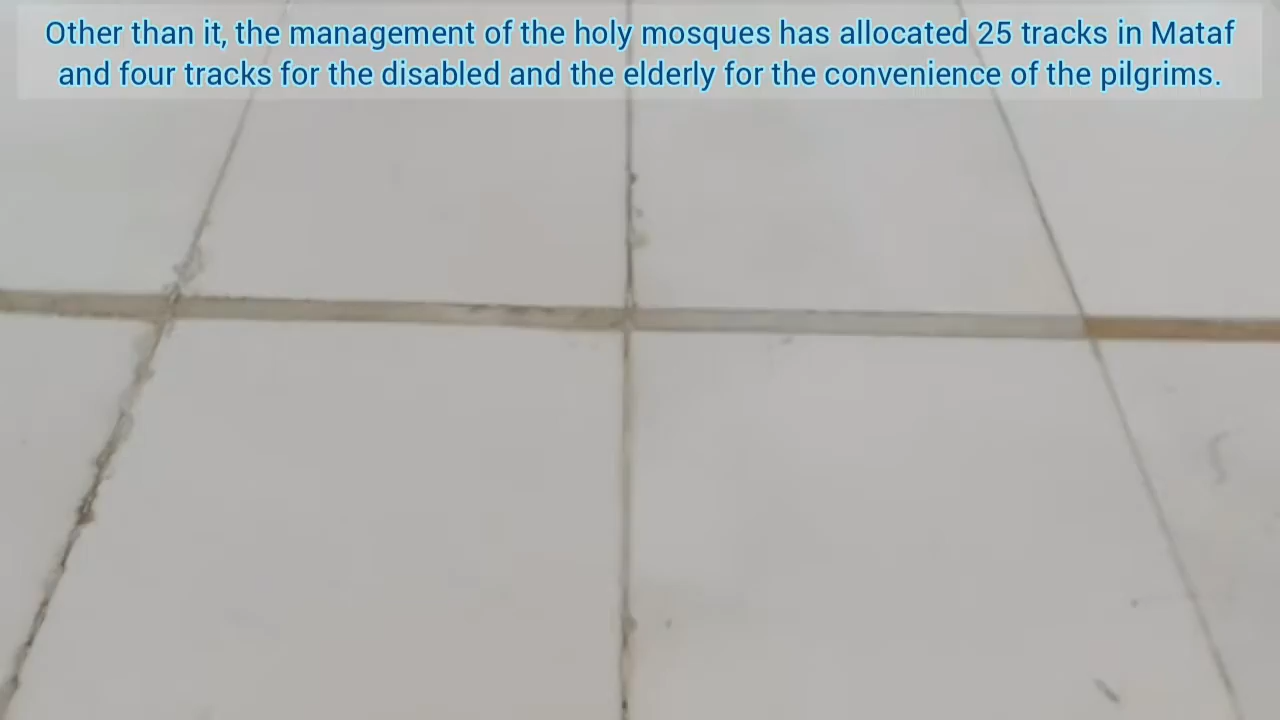 Other than it, the management of the holy mosques has allocated 25 tracks in Mataf
and four tracks for the disabled and the elderly for the convenience of the pilgrims.